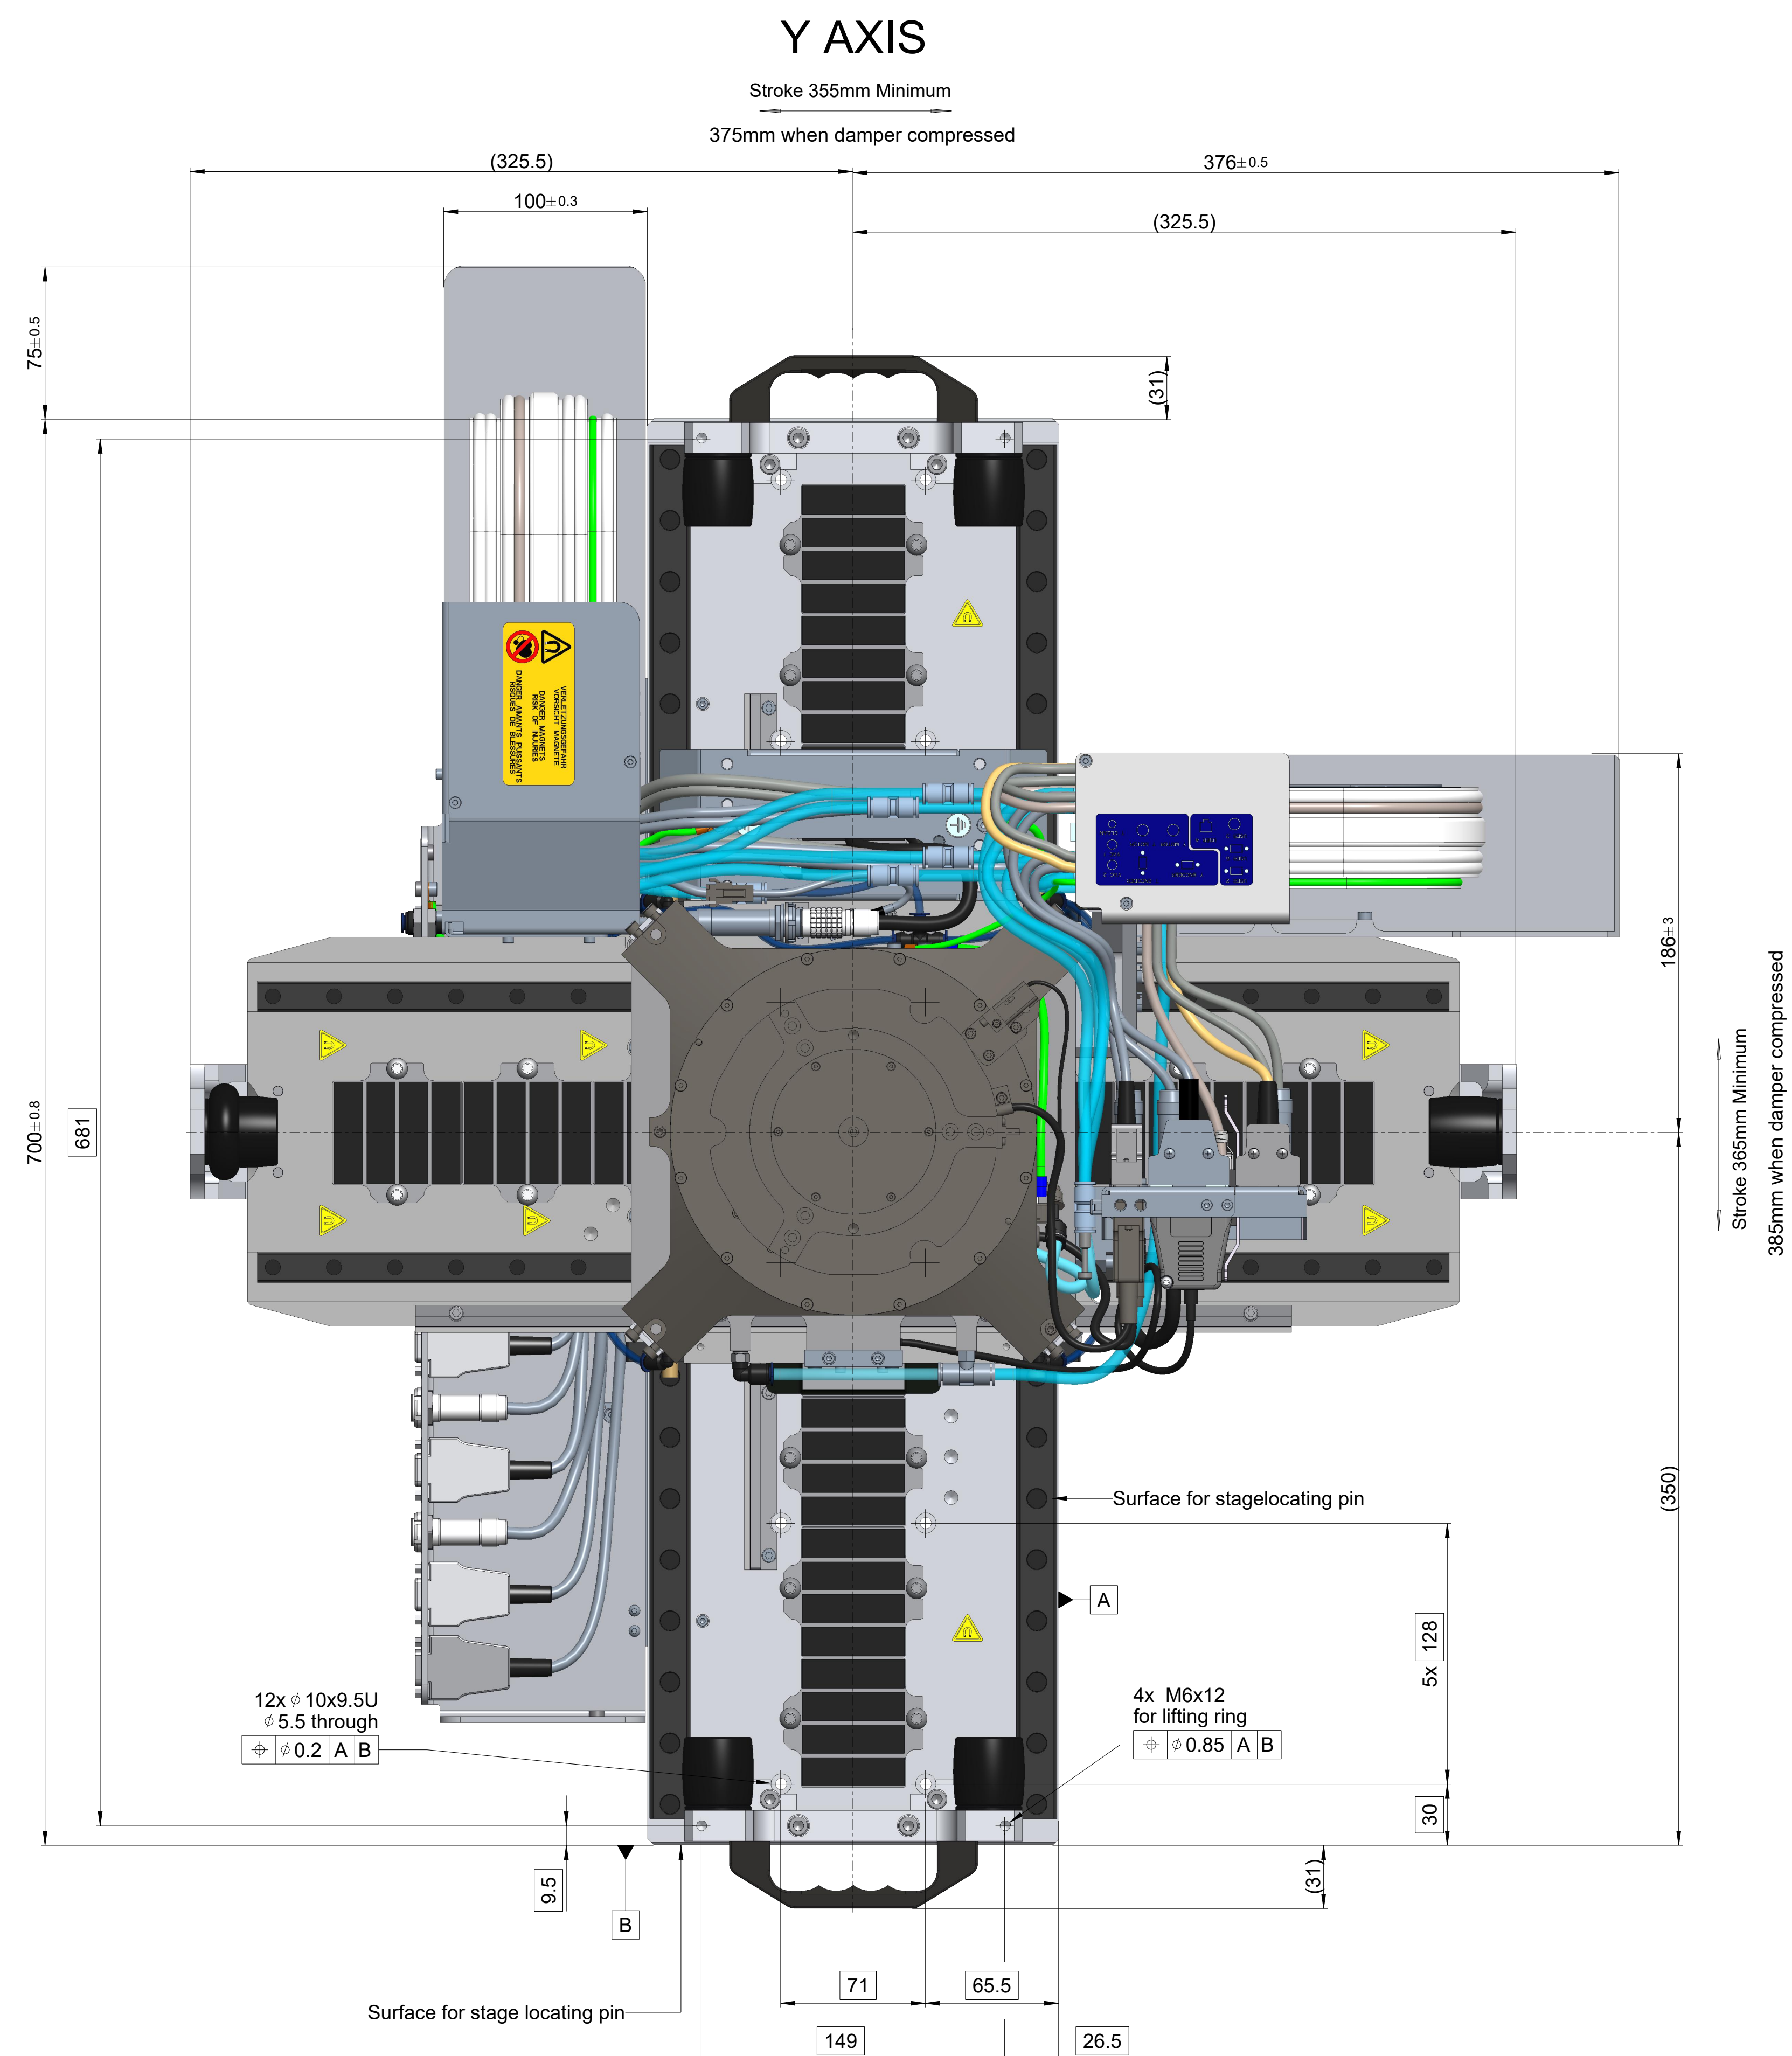 Y AXIS
Stroke 355mm Minimum
375mm when damper compressed
(325.5)
376±0.5
100±0.3
(325.5)
75±0.5
(31)
VERLETZUNGSGEFAHR
VORSICHT MAGNETE
DANGER MAGNETS
RISK OF INJURIES
DANGER AIMANTS PUISSANTS
RISQUES DE BLESSURES
186±3
Stroke 365mm Minimum
385mm when damper compressed
700±0.8
681
(350)
Surface for stagelocating pin
A
5x 128
12x ⌀10x9.5U
⌀5.5 through
⌖ ⌀0.2 A B
4x M6x12
for lifting ring
⌖ ⌀0.85 A B
30
9.5
(31)
B
71
65.5
Surface for stage locating pin
149
26.5